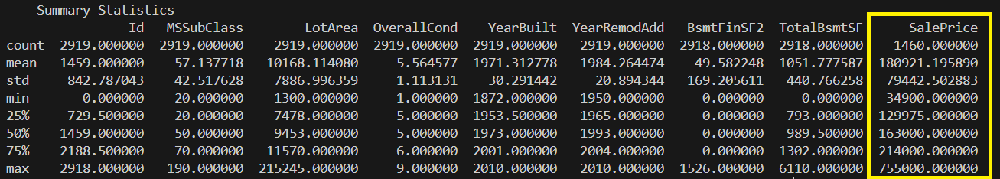 --- Summary Statistics ---
Id MSSubClass LotArea OverallCond YearBuilt YearRemodAdd BsmtFinSF2 TotalBsmtSF SalePrice
count 2919.000000 2919.000000 2919.000000 2919.000000 2919.000000 2919.000000 2918.000000 2918.000000 1460.000000
mean 1459.000000 57.137718 10168.114080 5.564577 1971.312778 1984.264474 49.582248 1051.777587 180921.195890
std 842.787043 42.517628 7886.996359 1.113131 30.291442 20.894344 169.205611 440.766258 79442.502883
min 0.000000 20.000000 1300.000000 1.000000 1872.000000 1950.000000 0.000000 0.000000 34900.000000
25% 729.500000 20.000000 7478.000000 5.000000 1953.500000 1965.000000 0.000000 793.000000 129975.000000
50% 1459.000000 50.000000 9453.000000 5.000000 1973.000000 1993.000000 0.000000 989.500000 163000.000000
75% 2188.500000 70.000000 11570.000000 6.000000 2001.000000 2004.000000 0.000000 1302.000000 214000.000000
max 2918.000000 190.000000 215245.000000 9.000000 2010.000000 2010.000000 1526.000000 6110.000000 755000.000000